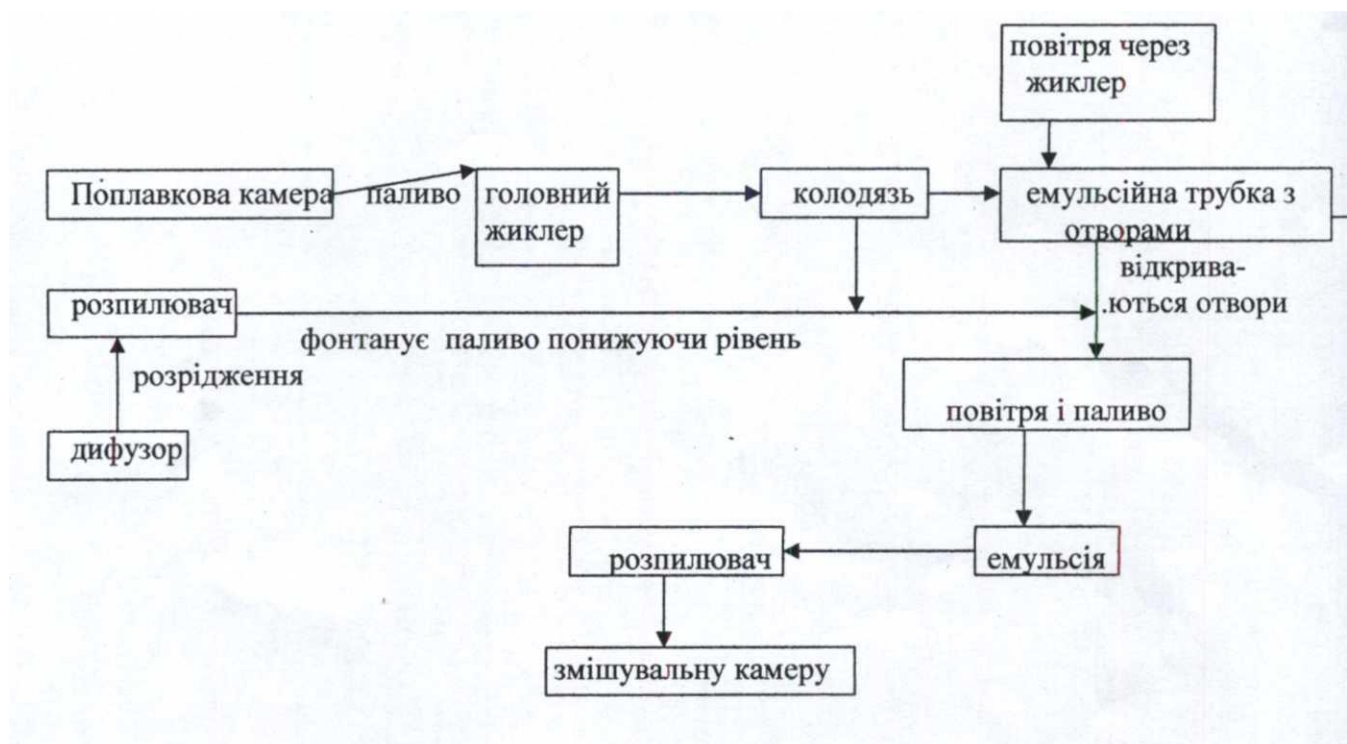 повітря через
жиклер
Поплавкова камера
паливо
головний
жиклер
колодязь
емульсійна трубка з
отворами
відкрива-
.ються отвори
розпилювач
фонтанує паливо понижуючи рівень
розрідження
дифузор
повітря і паливо
емульсія
розпилювач
змішувальну камеру